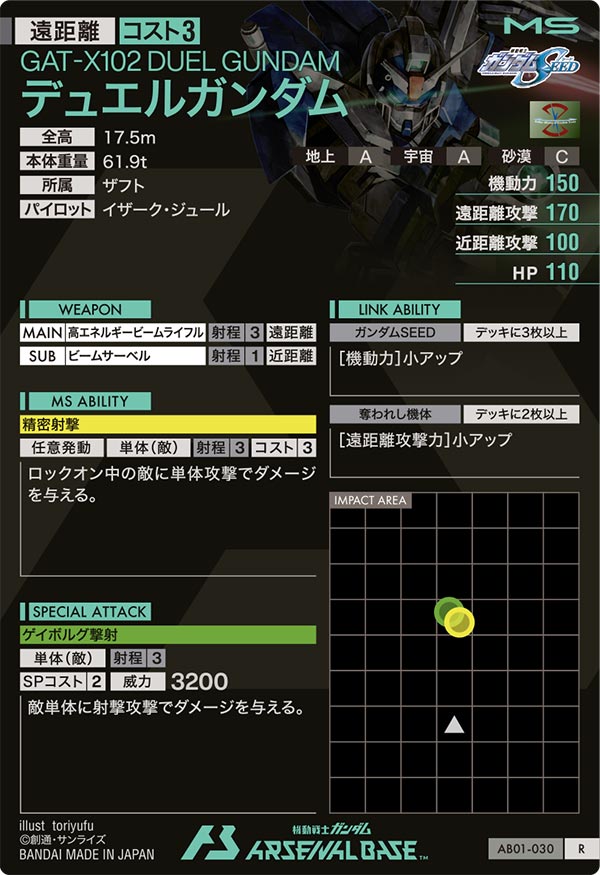 遠距離 コスト3
MS
GAT-X102 DUEL GUNDAM
デュエルガンダム
機動戦士
ガンダムSEED
全高 17.5m
本体重量 61.9t
所属 ザフト
パイロット イザーク・ジュール
地上 A 宇宙 A 砂漠 C
機動力 150
遠距離攻撃 170
近距離攻撃 100
HP 110
WEAPON
MAIN 高エネルギービームライフル 射程 3 遠距離
SUB ビームサーベル 射程 1 近距離
MS ABILITY
精密射撃
任意発動 単体(敵) 射程 3 コスト 3
ロックオン中の敵に単体攻撃でダメージ
を与える。
SPECIAL ATTACK
ゲイボルグ撃射
単体(敵) 射程 3
SPコスト 2 威力 3200
敵単体に射撃攻撃でダメージを与える。
LINK ABILITY
ガンダムSEED デッキに3枚以上
[機動力]小アップ
奪われし機体 デッキに2枚以上
[遠距離攻撃力]小アップ
IMPACT AREA
illust toriyufu
©創通・サンライズ
BANDAI MADE IN JAPAN
機動戦士ガンダム
ARSENAL BASE™
AB01-030 R